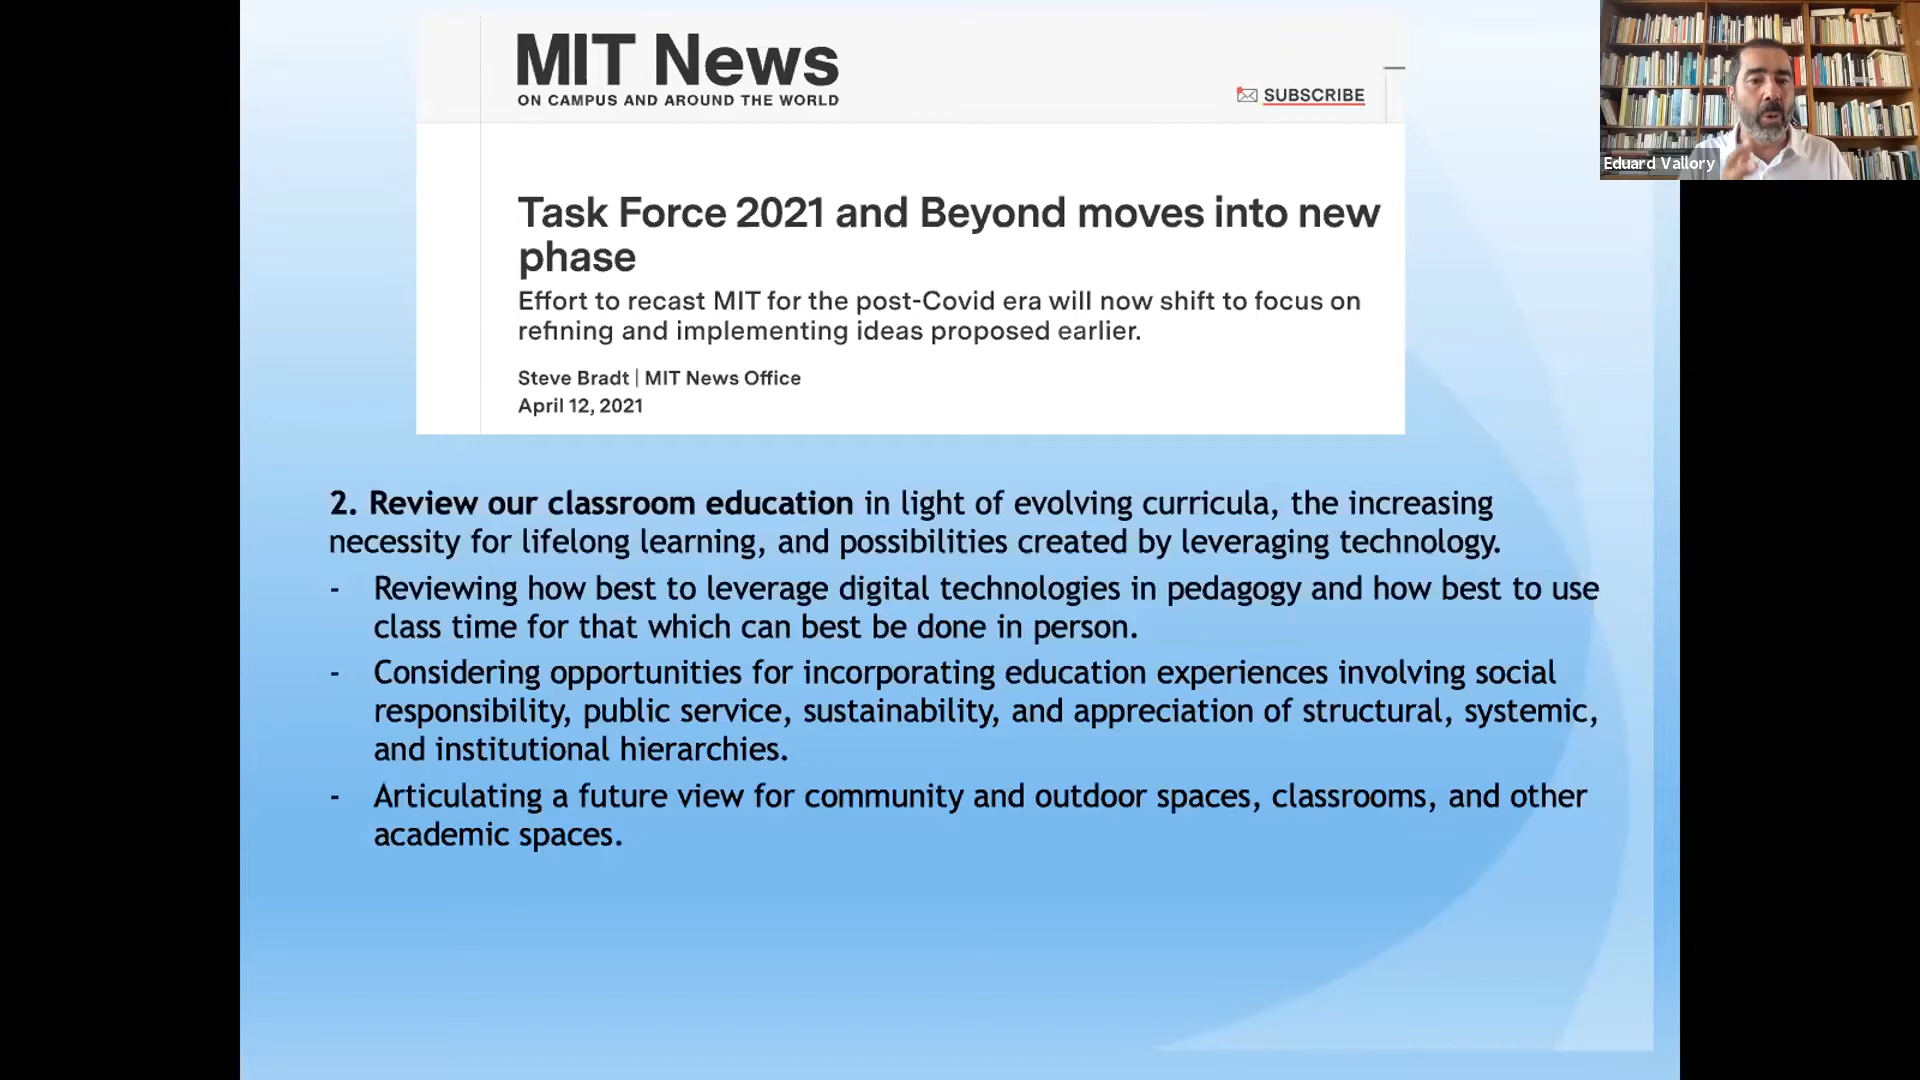 MIT News
ON CAMPUS AND AROUND THE WORLD
SUBSCRIBE
Eduard Vallory
Task Force 2021 and Beyond moves into new
phase
Effort to recast MIT for the post-Covid era will now shift to focus on
refining and implementing ideas proposed earlier.
Steve Bradt | MIT News Office
April 12, 2021
2. Review our classroom education in light of evolving curricula, the increasing
necessity for lifelong learning, and possibilities created by leveraging technology.
- Reviewing how best to leverage digital technologies in pedagogy and how best to use
class time for that which can best be done in person.
- Considering opportunities for incorporating education experiences involving social
responsibility, public service, sustainability, and appreciation of structural, systemic,
and institutional hierarchies.
- Articulating a future view for community and outdoor spaces, classrooms, and other
academic spaces.